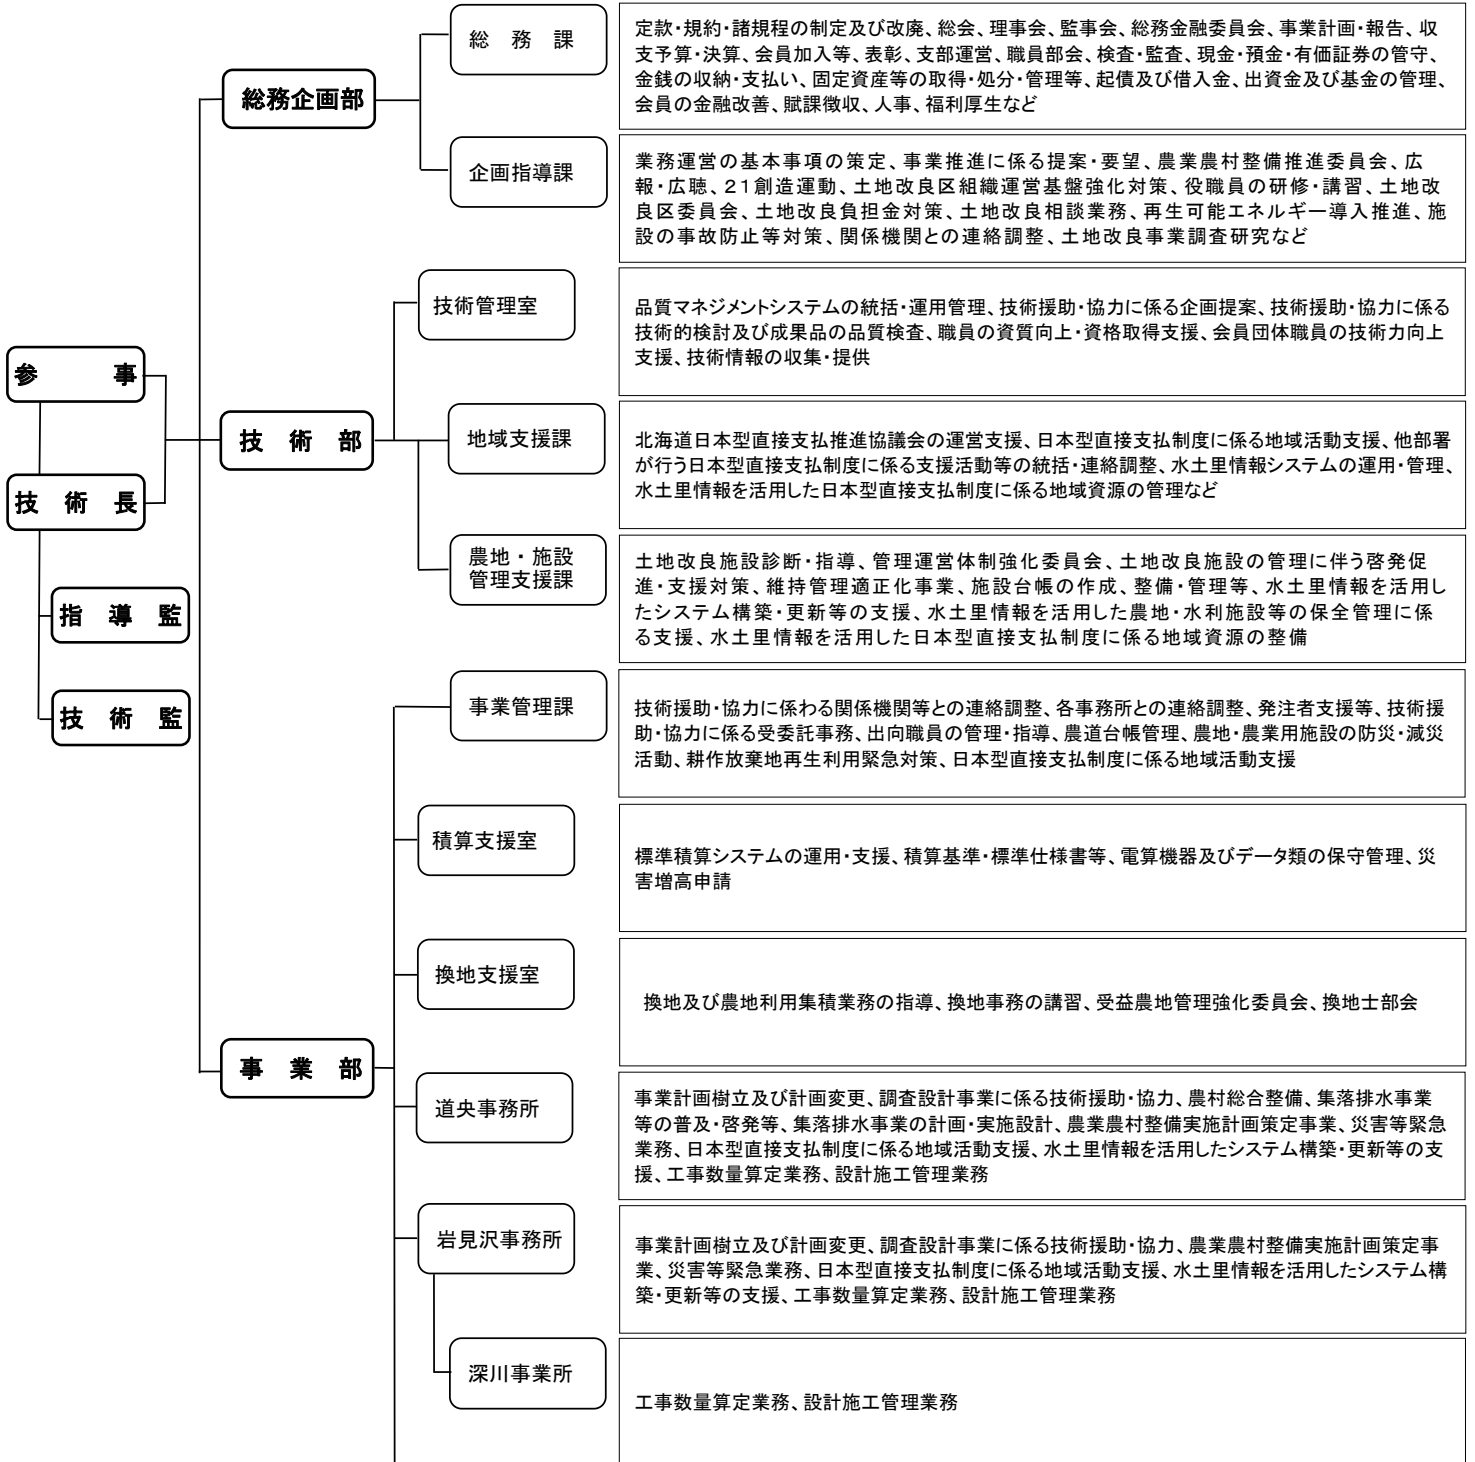 総務課
定款・規約・諸規程の制定及び改廃、総会、理事会、監事会、総務金融委員会、事業計画・報告、収
支予算・決算、会員加入等、表彰、支部運営、職員部会、検査・監査、現金・預金・有価証券の管守、
金銭の収納・支払い、固定資産等の取得・処分・管理等、起債及び借入金、出資金及び基金の管理、
会員の金融改善、賦課徴収、人事、福利厚生など
総務企画部
企画指導課
業務運営の基本事項の策定、事業推進に係る提案・要望、農業農村整備推進委員会、広
報・広聴、21創造運動、土地改良区組織運営基盤強化対策、役職員の研修・講習、土地改
良区委員会、土地改良負担金対策、土地改良相談業務、再生可能エネルギー導入推進、施
設の事故防止等対策、関係機関との連絡調整、土地改良事業調査研究など
技術管理室
品質マネジメントシステムの統括・運用管理、技術援助・協力に係る企画提案、技術援助・協力に係る
技術的検討及び成果品の品質検査、職員の資質向上・資格取得支援、会員団体職員の技術力向上
支援、技術情報の収集・提供
参事
技術部
地域支援課
北海道日本型直接支払推進協議会の運営支援、日本型直接支払制度に係る地域活動支援、他部署
が行う日本型直接支払制度に係る支援活動等の統括・連絡調整、水土里情報システムの運用・管理、
水土里情報を活用した日本型直接支払制度に係る地域資源の管理など
技術長
農地・施設
管理支援課
土地改良施設診断・指導、管理運営体制強化委員会、土地改良施設の管理に伴う啓発促
進・支援対策、維持管理適正化事業、施設台帳の作成、整備・管理等、水土里情報を活用し
たシステム構築・更新等の支援、水土里情報を活用した農地・水利施設等の保全管理に係
る支援、水土里情報を活用した日本型直接支払制度に係る地域資源の整備
指導監
技術監
事業管理課
技術援助・協力に係わる関係機関等との連絡調整、各事務所との連絡調整、発注者支援等、技術援
助・協力に係る受委託事務、出向職員の管理・指導、農道台帳管理、農地・農業用施設の防災・減災
活動、耕作放棄地再生利用緊急対策、日本型直接支払制度に係る地域活動支援
積算支援室
標準積算システムの運用・支援、積算基準・標準仕様書等、電算機器及びデータ類の保守管理、災
害増高申請
換地支援室
換地及び農地利用集積業務の指導、換地事務の講習、受益農地管理強化委員会、換地士部会
事業部
道央事務所
事業計画樹立及び計画変更、調査設計事業に係る技術援助・協力、農村総合整備、集落排水事業
等の普及・啓発等、集落排水事業の計画・実施設計、農業農村整備実施計画策定事業、災害等緊急
業務、日本型直接支払制度に係る地域活動支援、水土里情報を活用したシステム構築・更新等の支
援、工事数量算定業務、設計施工管理業務
岩見沢事務所
事業計画樹立及び計画変更、調査設計事業に係る技術援助・協力、農業農村整備実施計画策定事
業、災害等緊急業務、日本型直接支払制度に係る地域活動支援、水土里情報を活用したシステム構
築・更新等の支援、工事数量算定業務、設計施工管理業務
深川事業所
工事数量算定業務、設計施工管理業務